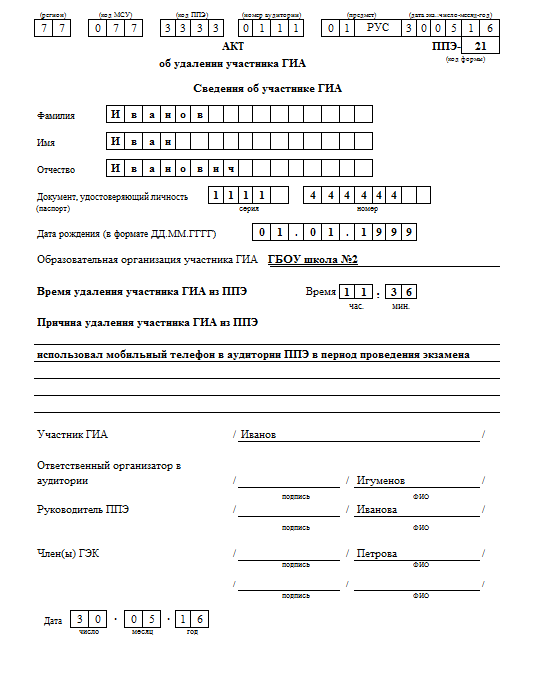 (регион) (код МСУ) (код ППЭ) (номер аудитории) (предмет) (дата экз.:число-месяц-год)
7 7 0 7 7 3 3 3 3 0 1 1 1 0 1 РУС 3 0 0 5 1 6
АКТ ППЭ- 21
(код формы)
об удалении участника ГИА
Сведения об участнике ГИА
Фамилия И в а н о в
Имя И в а н
Отчество И в а н о в и ч
Документ, удостоверяющий личность 1 1 1 1 4 4 4 4 4 4
(паспорт) серия номер
Дата рождения (в формате ДД.ММ.ГГГГ) 0 1 . 0 1 . 1 9 9 9
Образовательная организация участника ГИА ГБОУ школа №2
Время удаления участника ГИА из ППЭ Время 1 1 : 3 6
час. мин.
Причина удаления участника ГИА из ППЭ
использовал мобильный телефон в аудитории ППЭ в период проведения экзамена
Участник ГИА / Иванов /
Ответственный организатор в
аудитории / / Игуменов /
подпись ФИО
Руководитель ППЭ / / Иванова /
подпись ФИО
Член(ы) ГЭК / / Петрова /
подпись ФИО
/ / /
подпись ФИО
Дата 3 0 . 0 5 . 1 6
число месяц год